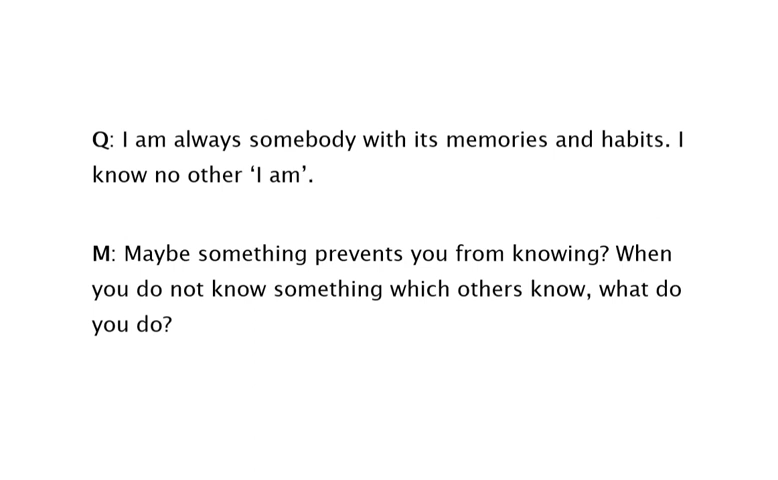 Q: I am always somebody with its memories and habits. I
know no other ‘I am’.
M: Maybe something prevents you from knowing? When
you do not know something which others know, what do
you do?